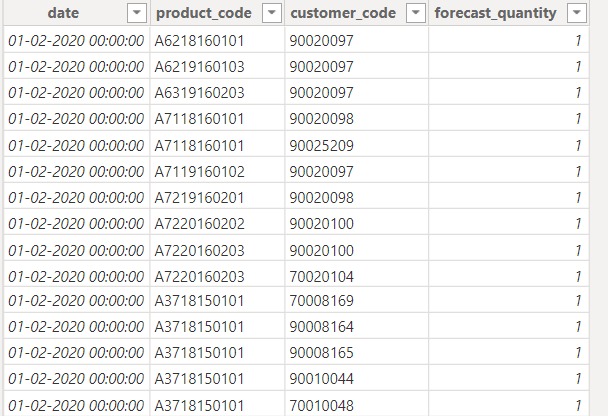 date product_code customer_code forecast_quantity
01-02-2020 00:00:00 A6218160101 90020097 1
01-02-2020 00:00:00 A6219160103 90020097 1
01-02-2020 00:00:00 A6319160203 90020097 1
01-02-2020 00:00:00 A7118160101 90020098 1
01-02-2020 00:00:00 A7118160101 90025209 1
01-02-2020 00:00:00 A7119160102 90020097 1
01-02-2020 00:00:00 A7219160201 90020098 1
01-02-2020 00:00:00 A7220160202 90020100 1
01-02-2020 00:00:00 A7220160203 90020100 1
01-02-2020 00:00:00 A7220160203 70020104 1
01-02-2020 00:00:00 A3718150101 70008169 1
01-02-2020 00:00:00 A3718150101 90008164 1
01-02-2020 00:00:00 A3718150101 90008165 1
01-02-2020 00:00:00 A3718150101 90010044 1
01-02-2020 00:00:00 A3718150101 70010048 1